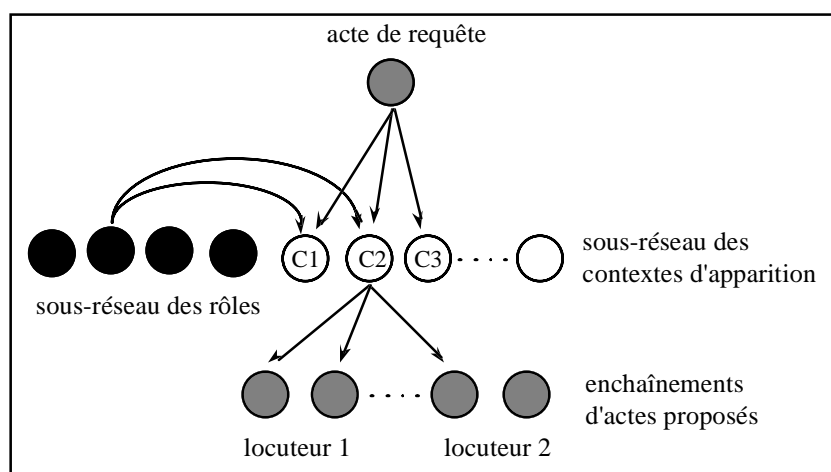 acte de requête
C1 C2 C3
sous-réseau des
contextes d'apparition
sous-réseau des rôles
enchaînements
d'actes proposés
locuteur 1
locuteur 2